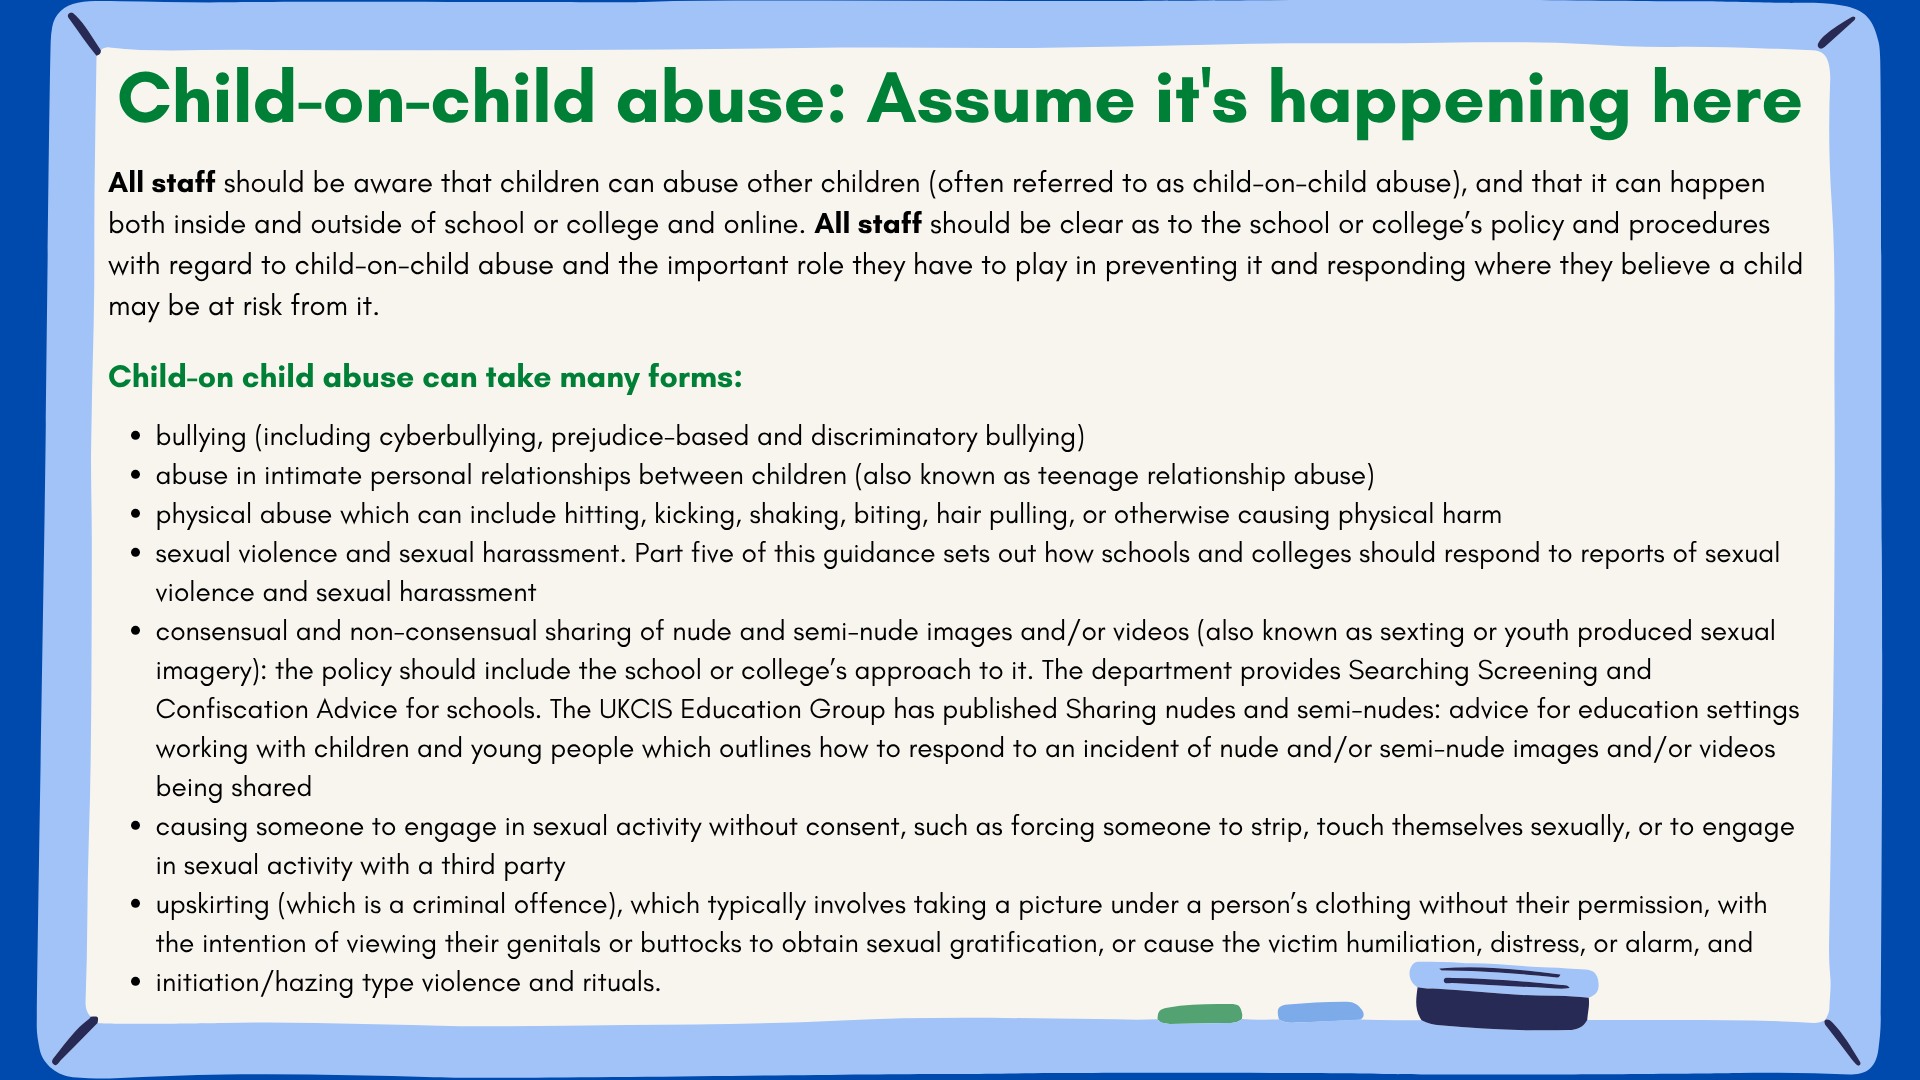 Child-on-child abuse: Assume it's happening here
All staff should be aware that children can abuse other children (often referred to as child-on-child abuse), and that it can happen
both inside and outside of school or college and online. All staff should be clear as to the school or college’s policy and procedures
with regard to child-on-child abuse and the important role they have to play in preventing it and responding where they believe a child
may be at risk from it.
Child-on child abuse can take many forms:
• bullying (including cyberbullying, prejudice-based and discriminatory bullying)
• abuse in intimate personal relationships between children (also known as teenage relationship abuse)
• physical abuse which can include hitting, kicking, shaking, biting, hair pulling, or otherwise causing physical harm
• sexual violence and sexual harassment. Part five of this guidance sets out how schools and colleges should respond to reports of sexual
violence and sexual harassment
• consensual and non-consensual sharing of nude and semi-nude images and/or videos (also known as sexting or youth produced sexual
imagery): the policy should include the school or college’s approach to it. The department provides Searching Screening and
Confiscation Advice for schools. The UKCIS Education Group has published Sharing nudes and semi-nudes: advice for education settings
working with children and young people which outlines how to respond to an incident of nude and/or semi-nude images and/or videos
being shared
• causing someone to engage in sexual activity without consent, such as forcing someone to strip, touch themselves sexually, or to engage
in sexual activity with a third party
• upskirting (which is a criminal offence), which typically involves taking a picture under a person’s clothing without their permission, with
the intention of viewing their genitals or buttocks to obtain sexual gratification, or cause the victim humiliation, distress, or alarm, and
• initiation/hazing type violence and rituals.